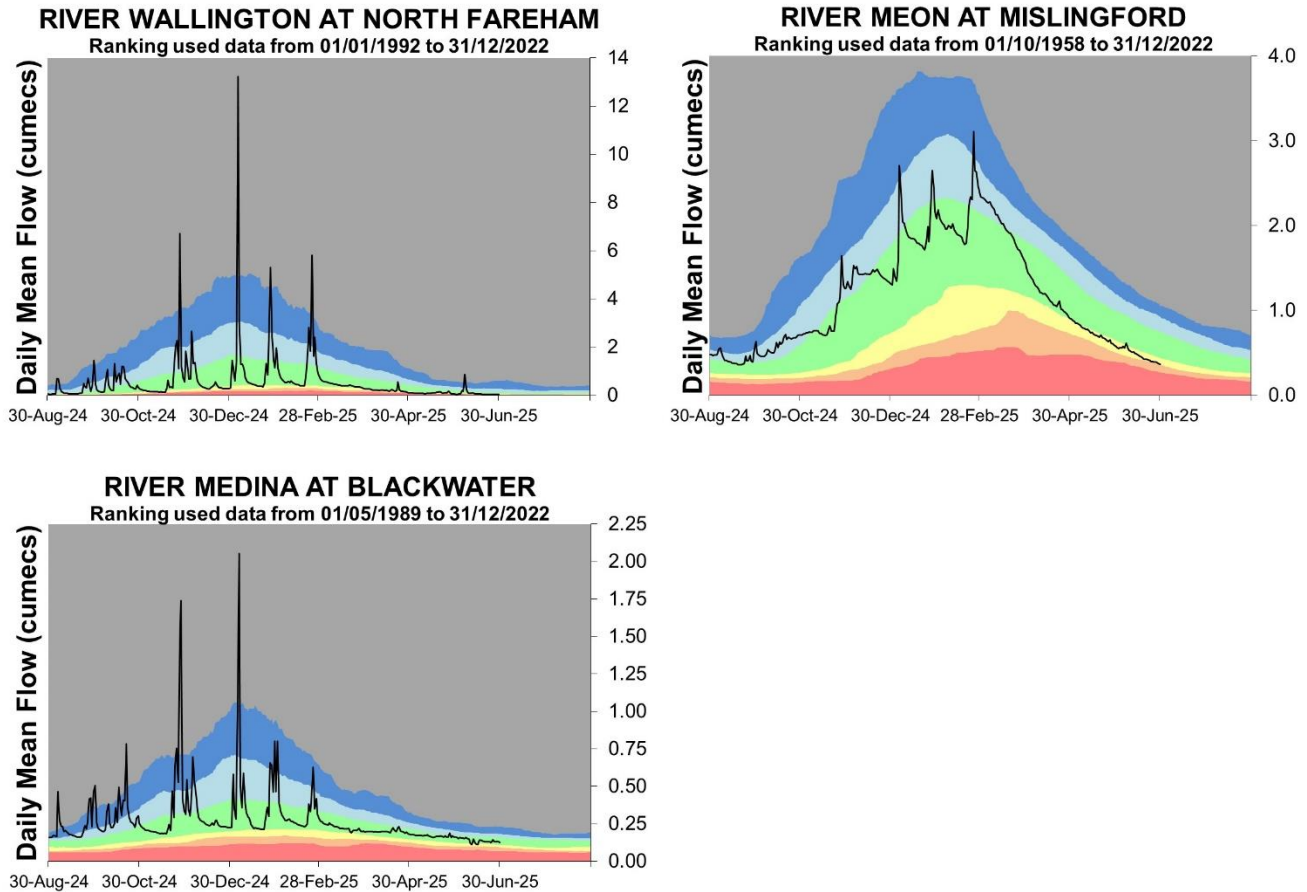 RIVER WALLINGTON AT NORTH FAREHAM
Ranking used data from 01/01/1992 to 31/12/2022
Daily Mean Flow (cumecs)
14
12
10
8
6
4
2
0
30-Aug-24 30-Oct-24 30-Dec-24 28-Feb-25 30-Apr-25 30-Jun-25
RIVER MEON AT MISLINGFORD
Ranking used data from 01/10/1958 to 31/12/2022
Daily Mean Flow (cumecs)
4.0
3.0
2.0
1.0
0.0
30-Aug-24 30-Oct-24 30-Dec-24 28-Feb-25 30-Apr-25 30-Jun-25
RIVER MEDINA AT BLACKWATER
Ranking used data from 01/05/1989 to 31/12/2022
Daily Mean Flow (cumecs)
2.25
2.00
1.75
1.50
1.25
1.00
0.75
0.50
0.25
0.00
30-Aug-24 30-Oct-24 30-Dec-24 28-Feb-25 30-Apr-25 30-Jun-25